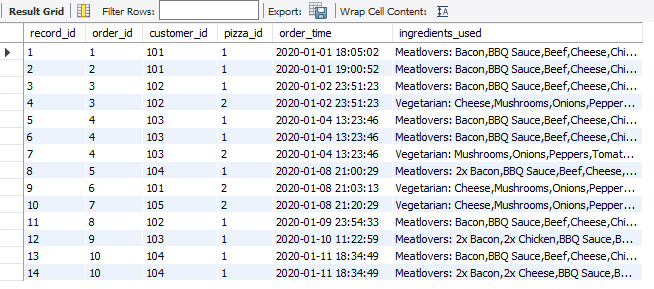 Result Grid Filter Rows: Export: Wrap Cell Content:
record_id order_id customer_id pizza_id order_time ingredients_used
1 1 101 1 2020-01-01 18:05:02 Meatlovers: Bacon,BBQ Sauce,Beef,Cheese,Chi...
2 2 101 1 2020-01-01 19:00:52 Meatlovers: Bacon,BBQ Sauce,Beef,Cheese,Chi...
3 3 102 1 2020-01-02 23:51:23 Meatlovers: Bacon,BBQ Sauce,Beef,Cheese,Chi...
4 3 102 2 2020-01-02 23:51:23 Vegetarian: Cheese,Mushrooms,Onions,Pepper...
5 4 103 1 2020-01-04 13:23:46 Meatlovers: Bacon,BBQ Sauce,Beef,Cheese,Chi...
6 4 103 1 2020-01-04 13:23:46 Meatlovers: Bacon,BBQ Sauce,Beef,Cheese,Chi...
7 4 103 2 2020-01-04 13:23:46 Vegetarian: Mushrooms,Onions,Peppers,Tomat...
8 5 104 1 2020-01-08 21:00:29 Meatlovers: 2x Bacon,BBQ Sauce,Beef,Cheese,...
9 6 101 2 2020-01-08 21:03:13 Vegetarian: Cheese,Mushrooms,Onions,Pepper...
10 7 105 2 2020-01-08 21:20:29 Vegetarian: Cheese,Mushrooms,Onions,Pepper...
11 8 102 1 2020-01-09 23:54:33 Meatlovers: Bacon,BBQ Sauce,Beef,Cheese,Chi...
12 9 103 1 2020-01-10 11:22:59 Meatlovers: 2x Bacon,2x Chicken,BBQ Sauce,B...
13 10 104 1 2020-01-11 18:34:49 Meatlovers: Bacon,BBQ Sauce,Beef,Cheese,Chi...
14 10 104 1 2020-01-11 18:34:49 Meatlovers: 2x Bacon,2x Cheese,BBQ Sauce,B...